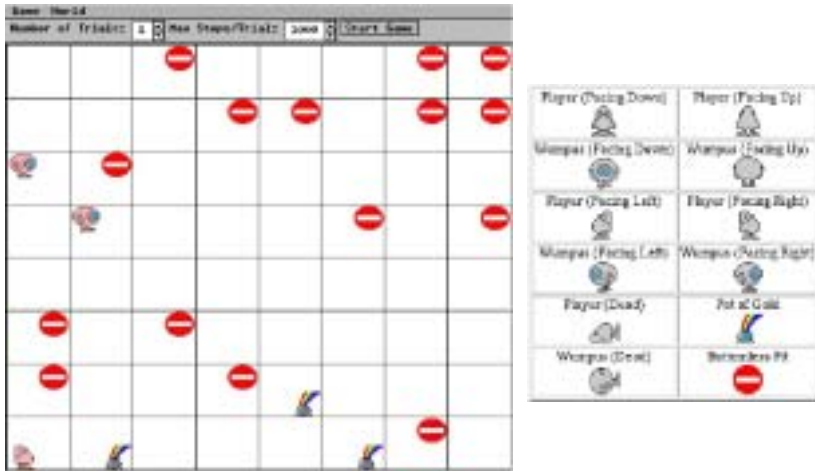 Game World
Number of Trials: 1 Max Steps/Trial: 1000 Start Game
Player (Facing Down) Player (Facing Up)
Wumpus (Facing Down) Wumpus (Facing Up)
Player (Facing Left) Player (Facing Right)
Wumpus (Facing Left) Wumpus (Facing Right)
Player (Dead) Pot of Gold
Wumpus (Dead) Bottomless Pit